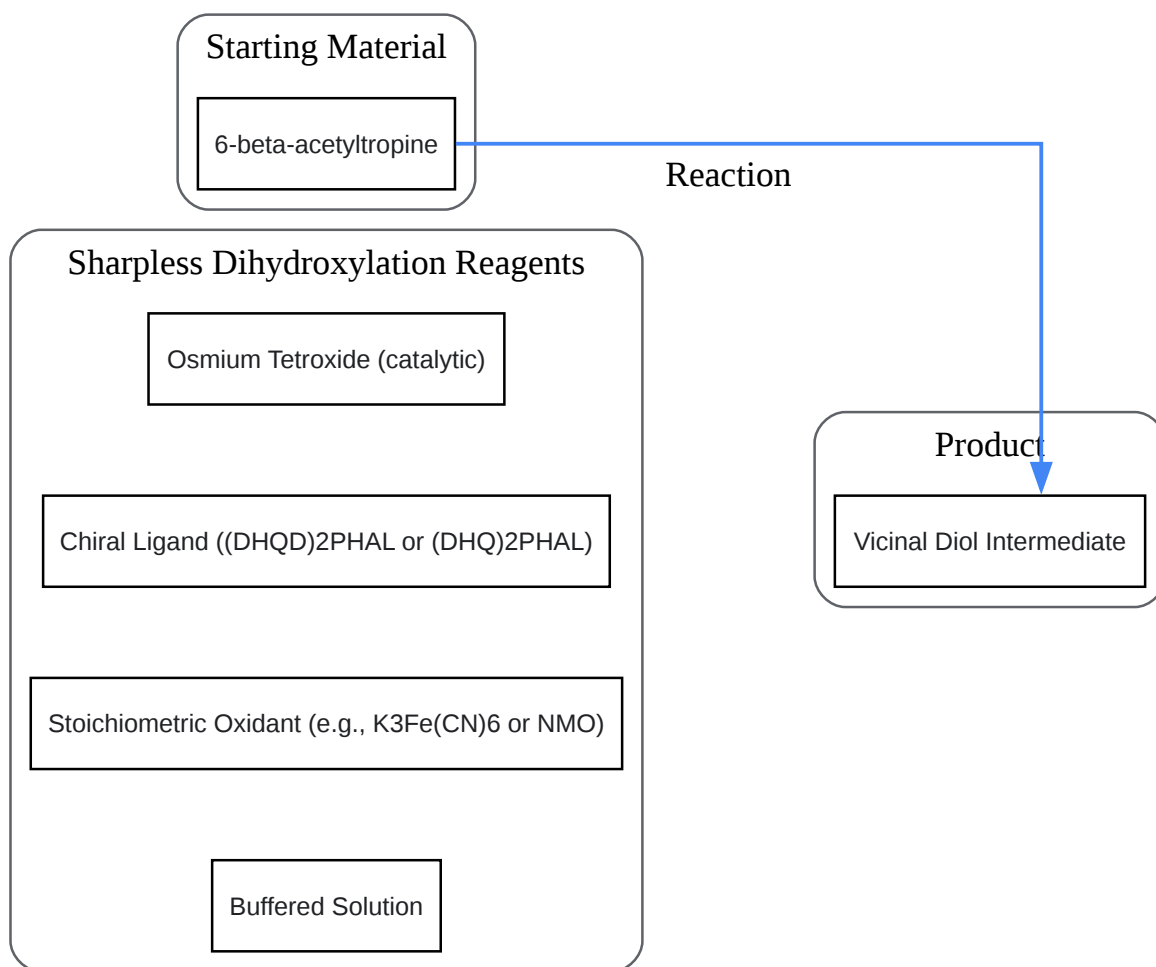 Starting Material
6-beta-acetyltropine
Reaction
Sharpless Dihydroxylation Reagents
Osmium Tetroxide (catalytic)
Chiral Ligand ((DHQD)2PHAL or (DHQ)2PHAL)
Stoichiometric Oxidant (e.g., K3Fe(CN)6 or NMO)
Buffered Solution
Product
Vicinal Diol Intermediate